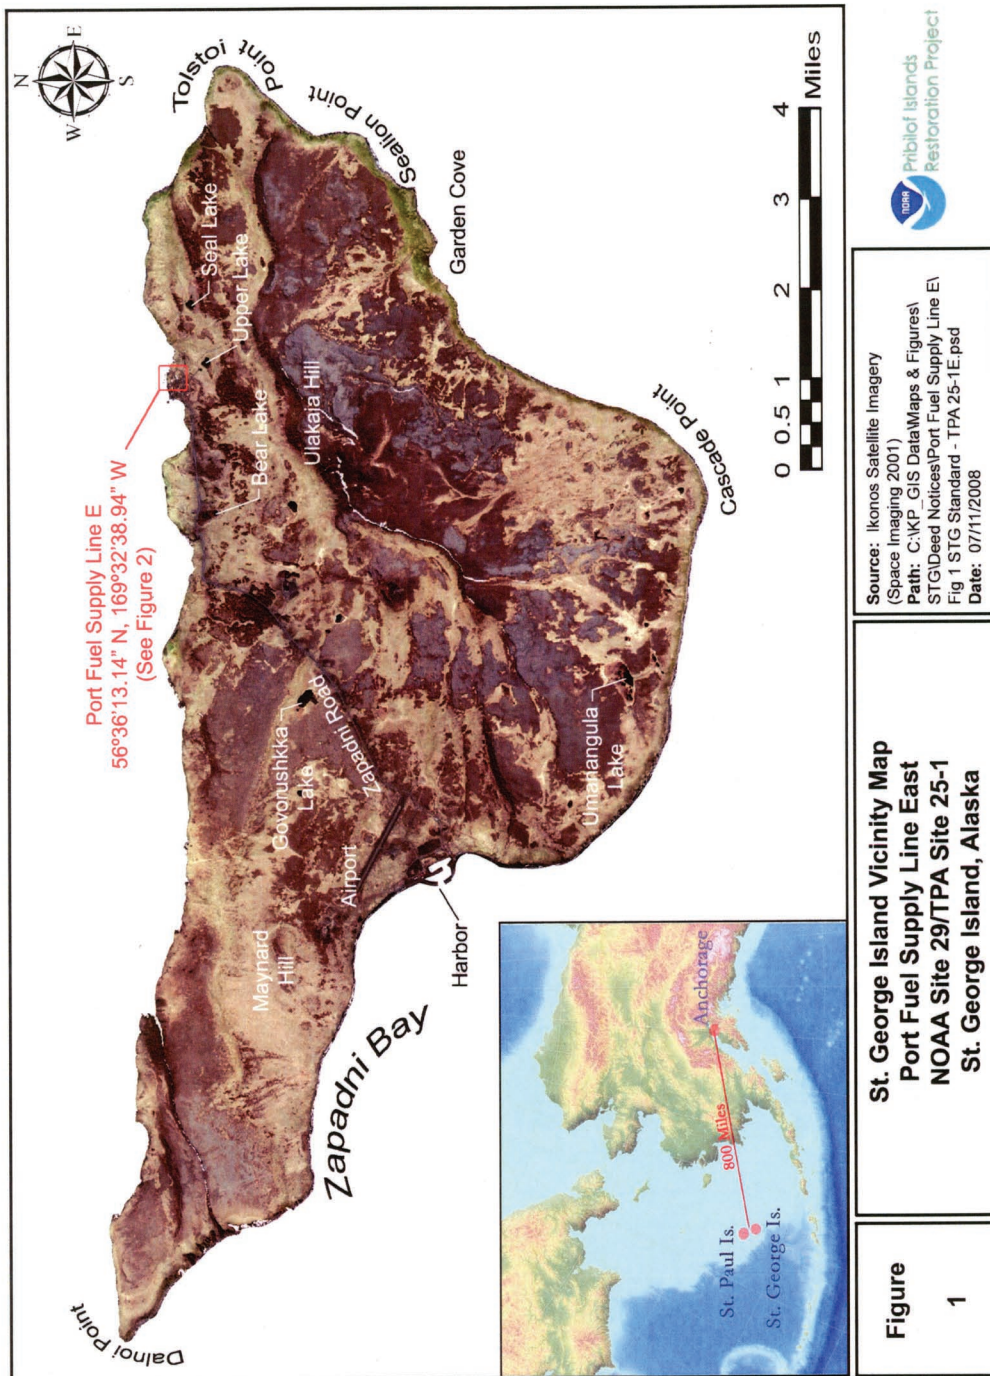 N
E
W
S
Tolstoi Point
Sealion Point
Garden Cove
Seal Lake
Upper Lake
Port Fuel Supply Line E
56°36'13.14" N, 169°32'38.94" W
(See Figure 2)
Bear Lake
Ulakaia Hill
Cascade Point
Govorushkka
Lake
Zapadni Road
Umanangula
Lake
Airport
Harbor
Maynard
Hill
Zapadni Bay
Dalnoi Point
0 0.5 1 2 3 4
Miles
Anchorage
800 Miles
St. Paul Is.
St. George Is.
Figure
1
St. George Island Vicinity Map
Port Fuel Supply Line East
NOAA Site 29/TPA Site 25-1
St. George Island, Alaska
Source: Ikonos Satellite Imagery
(Space Imaging 2001)
Path: C:\KP_GIS Data\Maps & Figures\
STG\Deed Notices\Port Fuel Supply Line E\
Fig 1 STG Standard - TPA 25-1E.psd
Date: 07/11/2008
NOAA
Pribilof Islands
Restoration Project